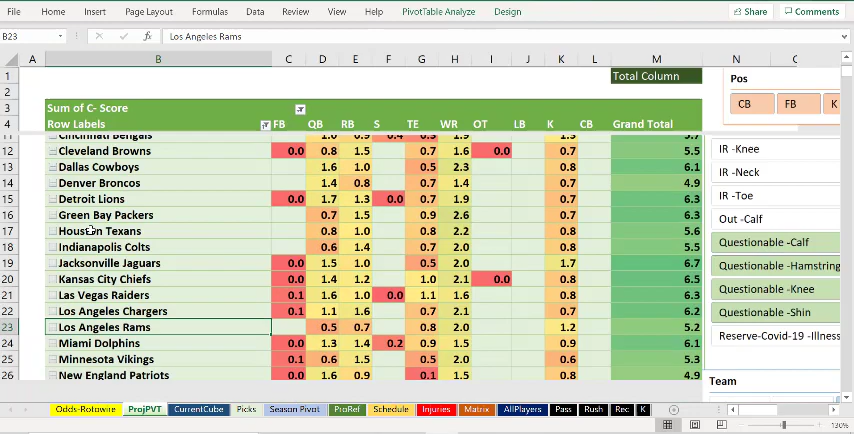 File Home Insert Page Layout Formulas Data Review View Help PivotTable Analyze Design Share Comments
B23 fx Los Angeles Rams
A B C D E F G H I J K L M N
1 Total Column Pos
2
3 Sum of C- Score CB FB K
4 Row Labels FB QB RB S TE WR OT LB K CB Grand Total
11 Cincinnati Bengals 1.0 0.9 0.4 0.3 1.9 1.3 5.7
12 Cleveland Browns 0.0 0.8 1.5 0.7 1.6 0.0 0.7 5.5 IR -Knee
13 Dallas Cowboys 1.6 1.0 0.5 2.3 0.8 6.1 IR -Neck
14 Denver Broncos 1.4 0.8 0.7 1.4 0.7 4.9
15 Detroit Lions 0.0 1.7 1.3 0.0 0.7 1.9 0.8 6.3 IR -Toe
16 Green Bay Packers 0.7 1.5 0.9 2.6 0.7 6.3 Out -Calf
17 Houston Texans 0.8 1.0 0.8 2.2 0.8 5.6
18 Indianapolis Colts 0.6 1.4 0.7 2.0 0.8 5.5 Questionable -Calf
19 Jacksonville Jaguars 0.0 1.5 1.0 0.5 2.0 1.7 6.7 Questionable -Hamstring
20 Kansas City Chiefs 0.0 1.4 1.2 1.0 2.1 0.0 0.8 6.5
21 Las Vegas Raiders 0.1 1.6 1.0 0.0 1.1 1.6 0.8 6.3 Questionable -Knee
22 Los Angeles Chargers 0.1 1.1 1.6 0.7 2.1 0.7 6.2 Questionable -Shin
23 Los Angeles Rams 0.5 0.7 0.8 2.0 1.2 5.2
24 Miami Dolphins 0.0 1.3 1.4 0.2 0.9 1.5 0.9 6.1 Reserve-Covid-19 -Illness
25 Minnesota Vikings 0.1 0.6 1.5 0.5 2.0 0.6 5.3
26 New England Patriots 0.0 1.6 0.9 0.1 1.5 0.8 4.9 Team
Odds-Rotowire ProjPVT CurrentCube Picks Season Pivot ProRef Schedule Injuries Matrix AllPlayers Pass Rush Rec K
130%